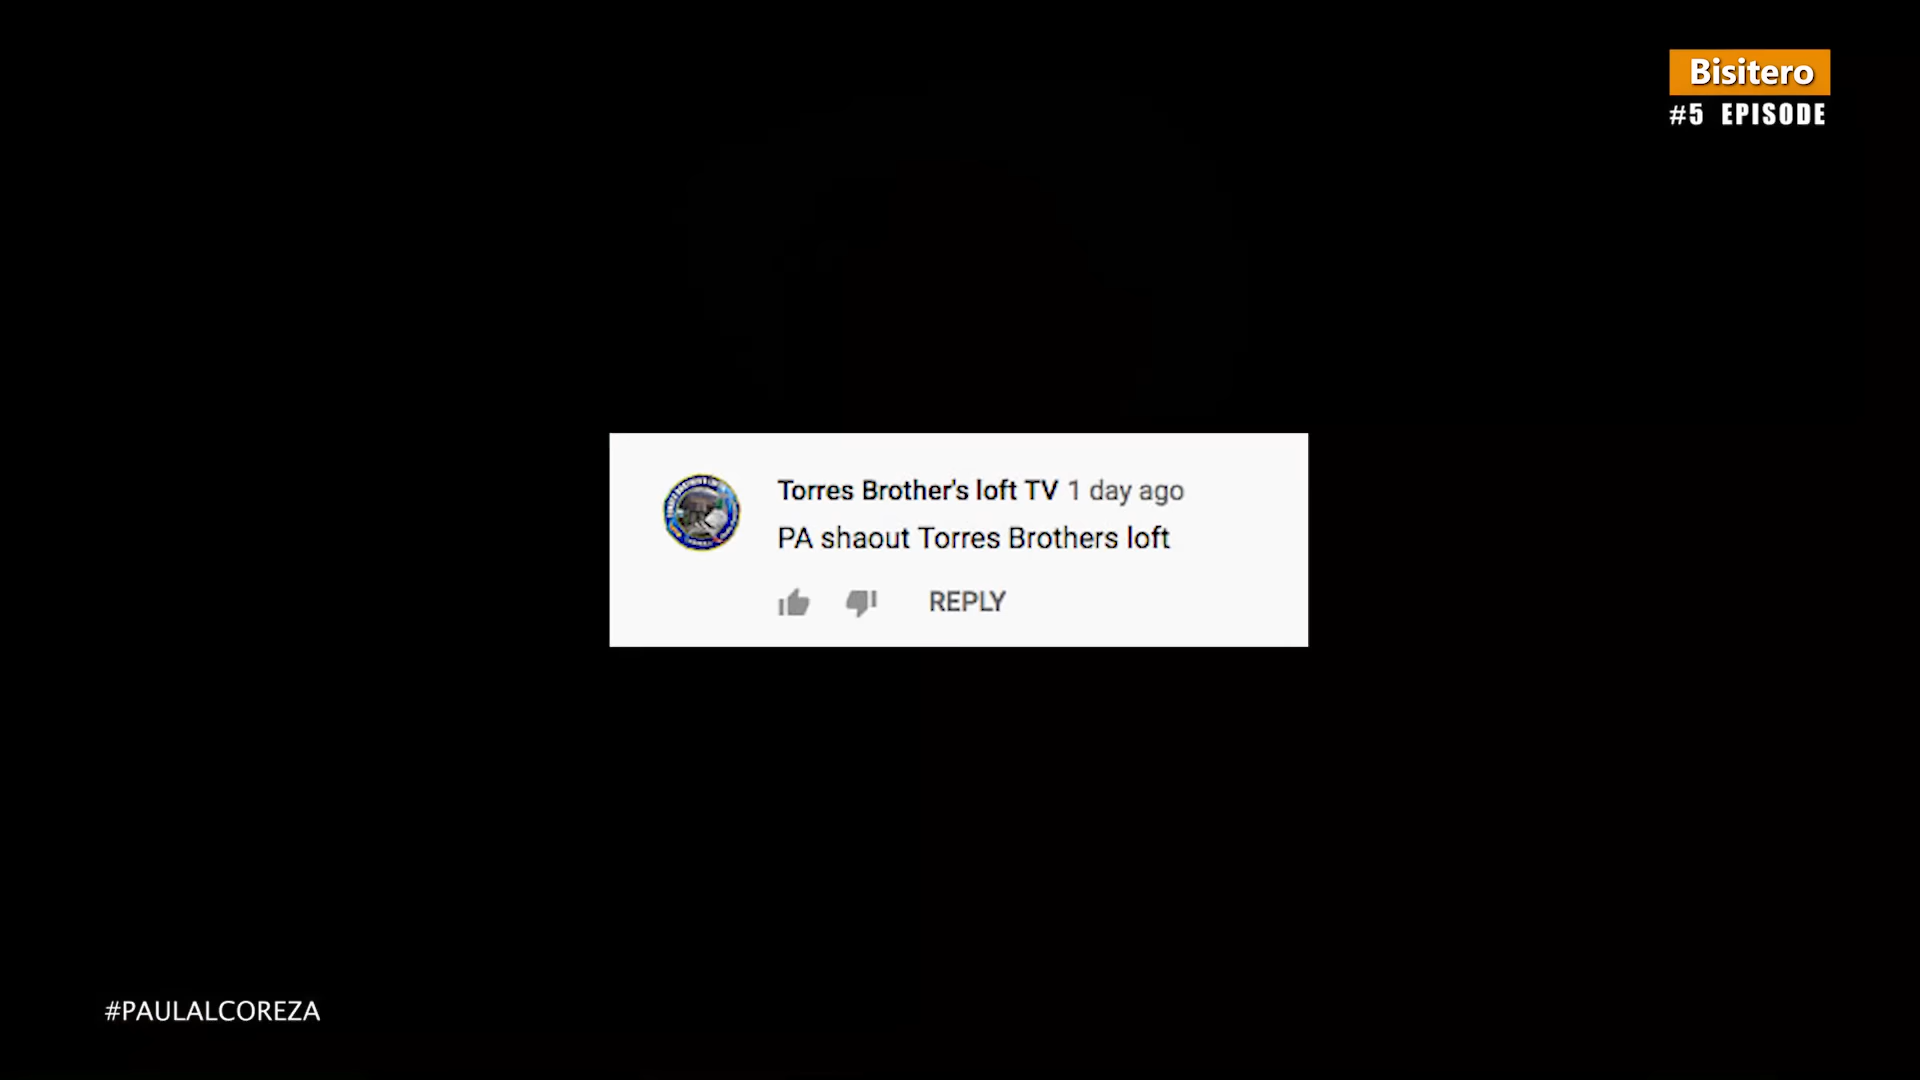 Bisitero
#5 EPISODE
Torres Brother's loft TV 1 day ago
PA shaout Torres Brothers loft
REPLY
#PAULALCOREZA